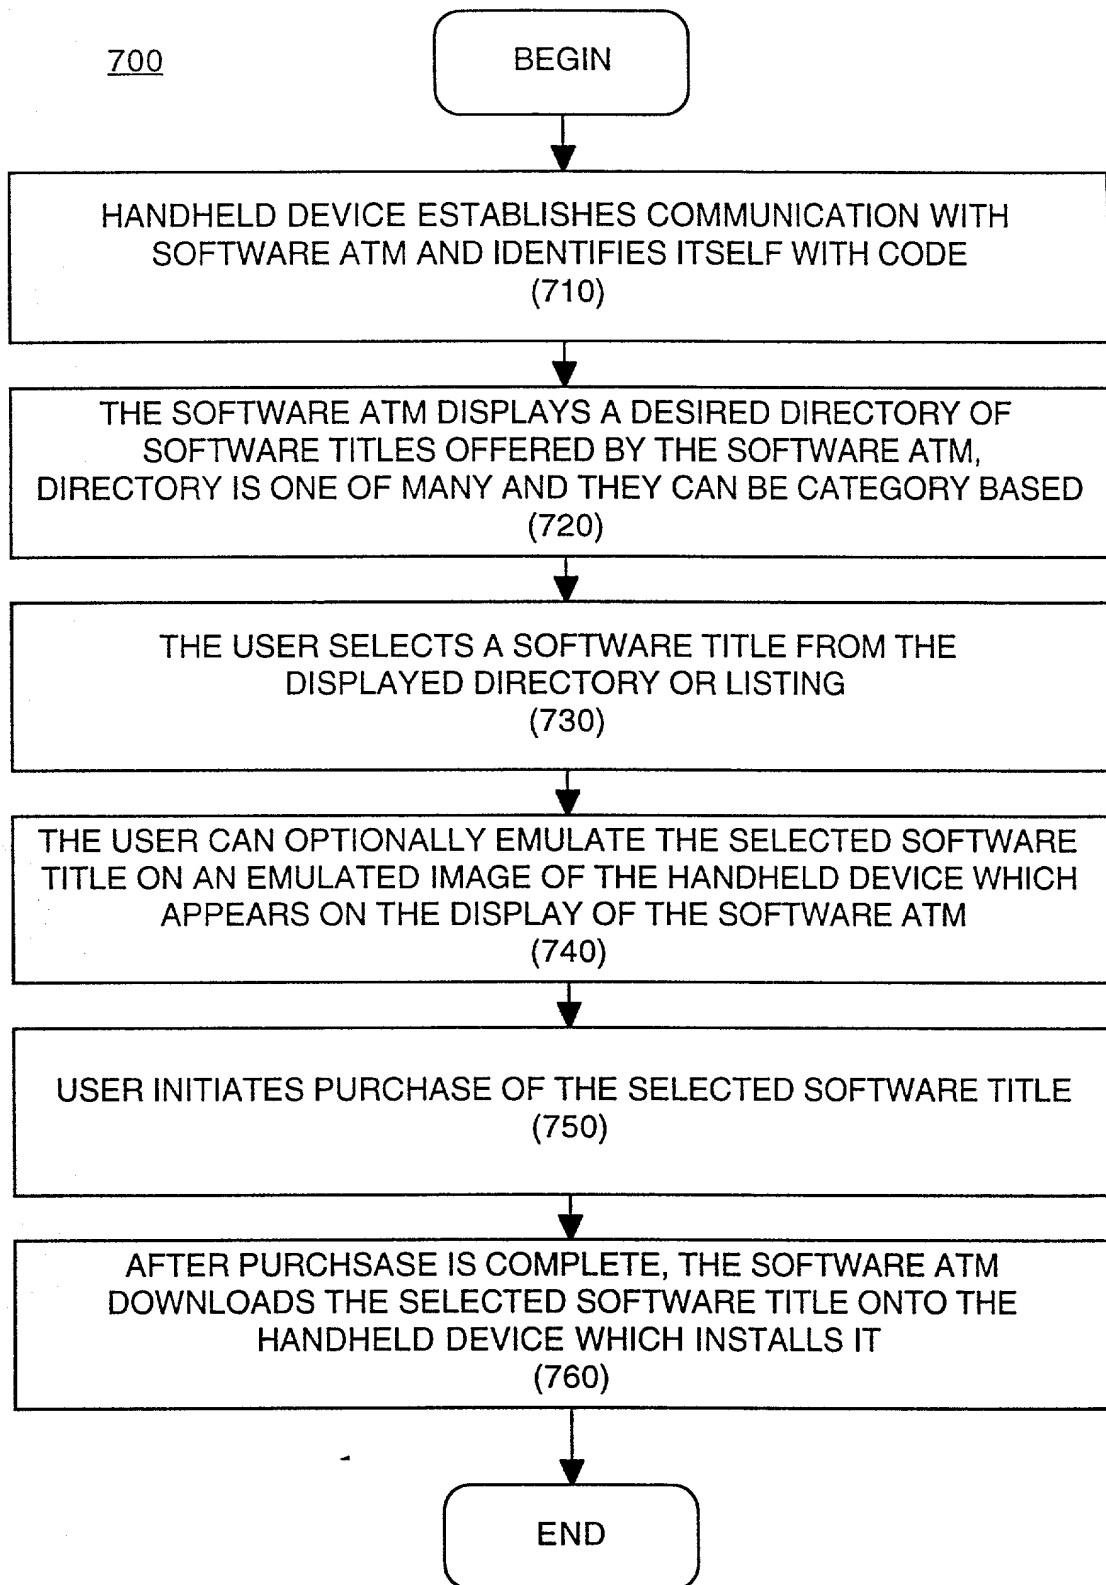 700
BEGIN
HANDHELD DEVICE ESTABLISHES COMMUNICATION WITH
SOFTWARE ATM AND IDENTIFIES ITSELF WITH CODE
(710)
THE SOFTWARE ATM DISPLAYS A DESIRED DIRECTORY OF
SOFTWARE TITLES OFFERED BY THE SOFTWARE ATM,
DIRECTORY IS ONE OF MANY AND THEY CAN BE CATEGORY BASED
(720)
THE USER SELECTS A SOFTWARE TITLE FROM THE
DISPLAYED DIRECTORY OR LISTING
(730)
THE USER CAN OPTIONALLY EMULATE THE SELECTED SOFTWARE
TITLE ON AN EMULATED IMAGE OF THE HANDHELD DEVICE WHICH
APPEARS ON THE DISPLAY OF THE SOFTWARE ATM
(740)
USER INITIATES PURCHASE OF THE SELECTED SOFTWARE TITLE
(750)
AFTER PURCHSASE IS COMPLETE, THE SOFTWARE ATM
DOWNLOADS THE SELECTED SOFTWARE TITLE ONTO THE
HANDHELD DEVICE WHICH INSTALLS IT
(760)
END